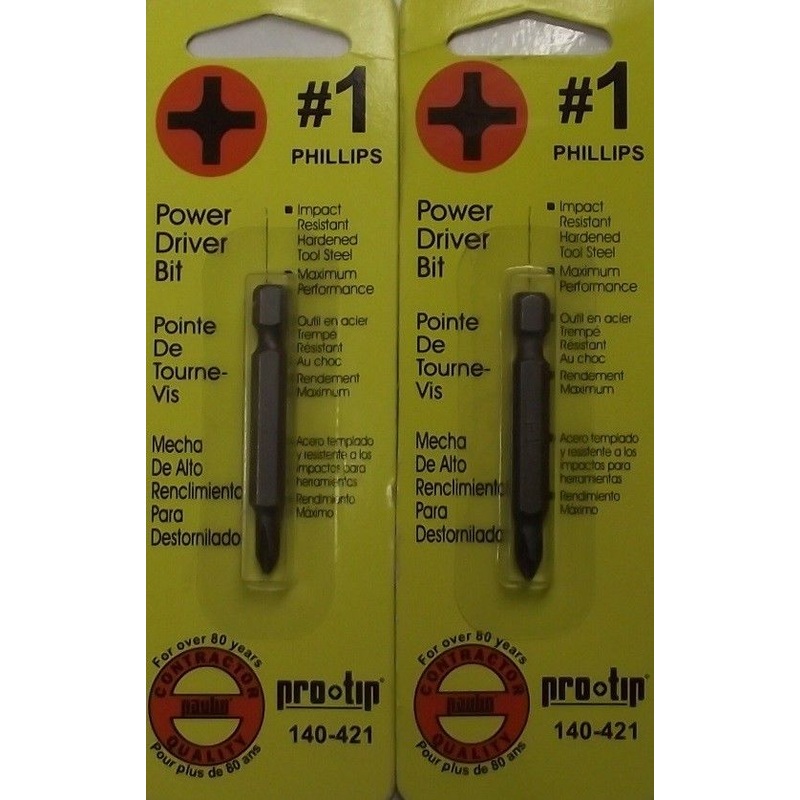 #1
PHILLIPS
Power
Driver
Bit
Impact
Resistant
Hardened
Tool Steel
Maximum
Performance
Pointe
De
Tourne-
Vis
Outil en acier
Trempé
Résistant
Au choc
Rendement
Maximum
Mecha
De Alto
Renclimiento
Para
Destornilado
Acero templado
y resistente a los
impactos para
herramientas
Rendimiento
Máximo
For over 80 years
CONTRACTOR
QUALITY
Pour plus de 80 ans
pro tip
140-421
#1
PHILLIPS
Power
Driver
Bit
Impact
Resistant
Hardened
Tool Steel
Maximum
Performance
Pointe
De
Tourne-
Vis
Outil en acier
Trempé
Résistant
Au choc
Rendement
Maximum
Mecha
De Alto
Renclimiento
Para
Destornilado
Acero templado
y resistente a los
impactos para
herramientas
Rendimiento
Máximo
For over 80 years
CONTRACTOR
QUALITY
Pour plus de 80 ans
pro tip
140-421